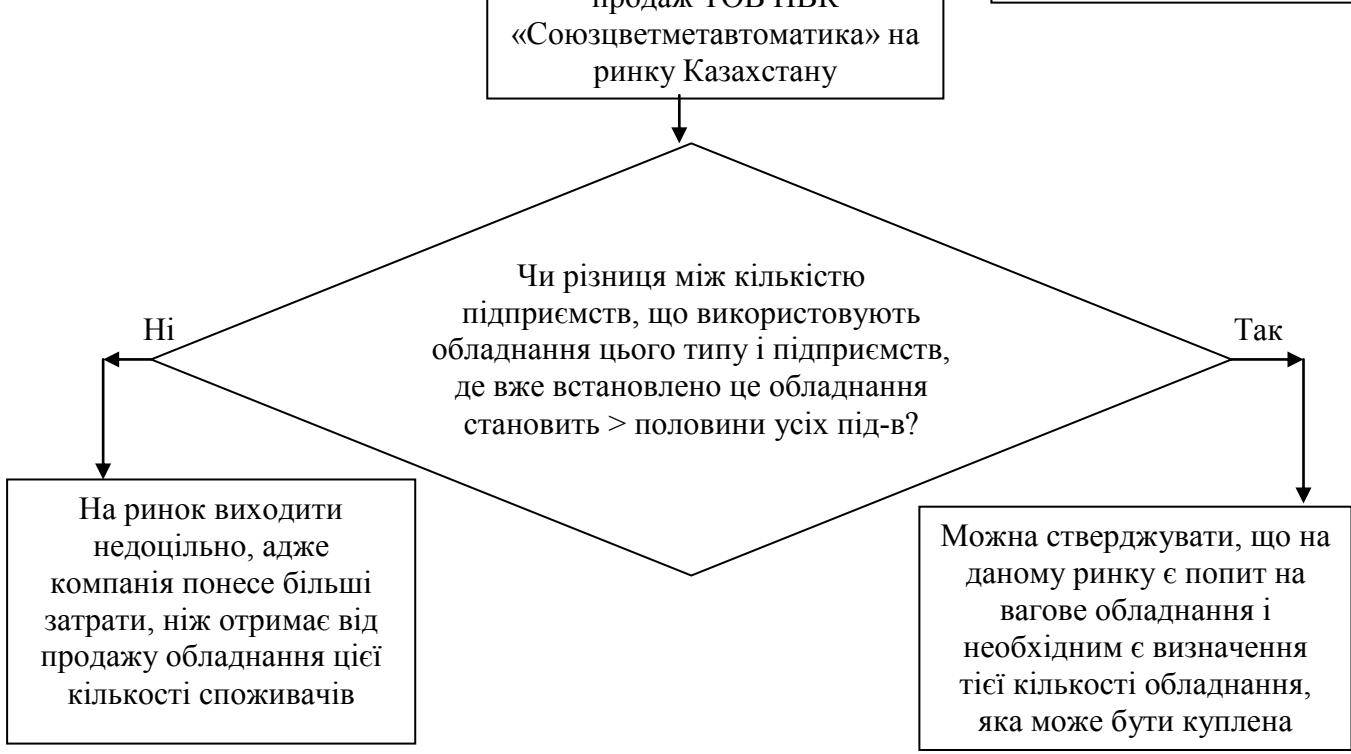 продаж ТОВ НВК
«Союзцветметавтоматика» на
ринку Казахстану
Чи різниця між кількістю
підприємств, що використовують
обладнання цього типу і підприємств,
де вже встановлено це обладнання
становить > половини усіх під-в?
Ні
Так
На ринок виходити
недоцільно, адже
компанія понесе більші
затрати, ніж отримає від
продажу обладнання цієї
кількості споживачів
Можна стверджувати, що на
даному ринку є попит на
вагове обладнання і
необхідним є визначення
тієї кількості обладнання,
яка може бути куплена